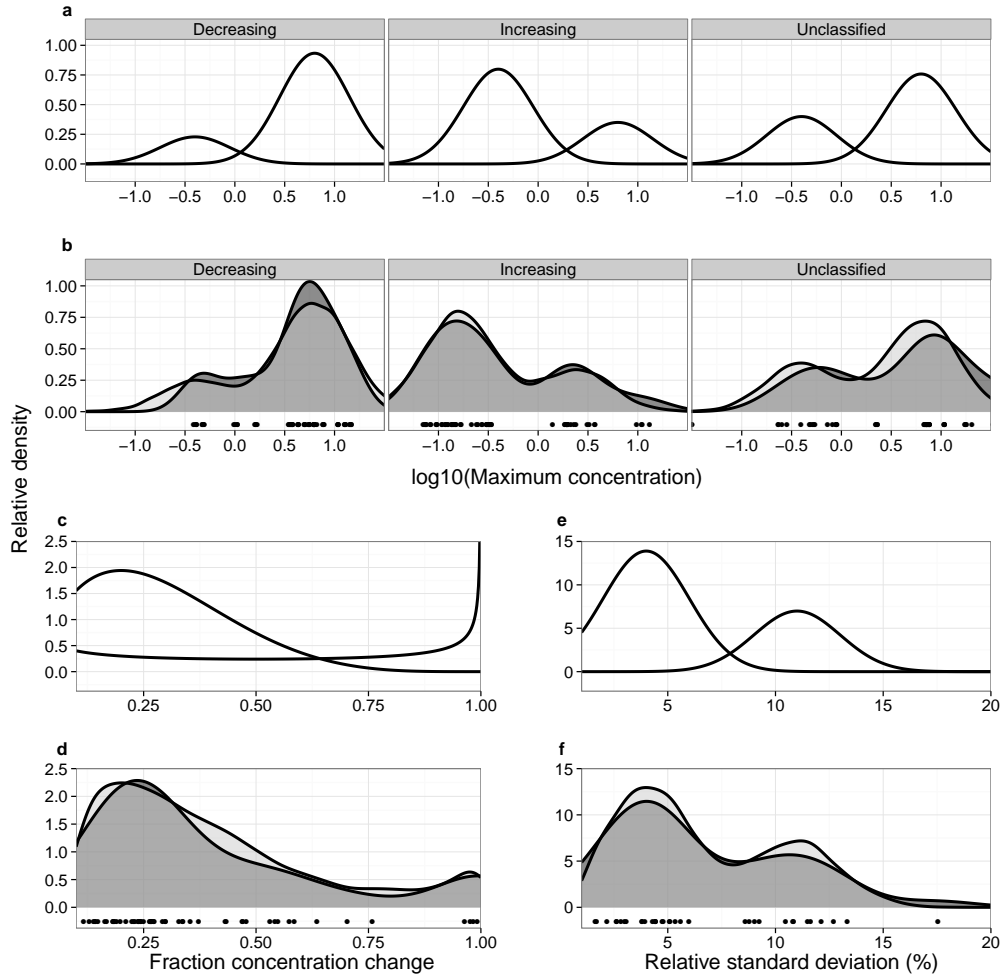 a
Decreasing Increasing Unclassified
1.00
0.75
0.50
0.25
0.00
−1.0 −0.5 0.0 0.5 1.0 −1.0 −0.5 0.0 0.5 1.0 −1.0 −0.5 0.0 0.5 1.0
b
Decreasing Increasing Unclassified
1.00
0.75
0.50
0.25
0.00
−1.0 −0.5 0.0 0.5 1.0 −1.0 −0.5 0.0 0.5 1.0 −1.0 −0.5 0.0 0.5 1.0
log10(Maximum concentration)
Relative density
c
2.5
2.0
1.5
1.0
0.5
0.0
0.25 0.50 0.75 1.00
e
15
10
5
0
5 10 15 20
d
2.5
2.0
1.5
1.0
0.5
0.0
0.25 0.50 0.75 1.00
Fraction concentration change
f
15
10
5
0
5 10 15 20
Relative standard deviation (%)